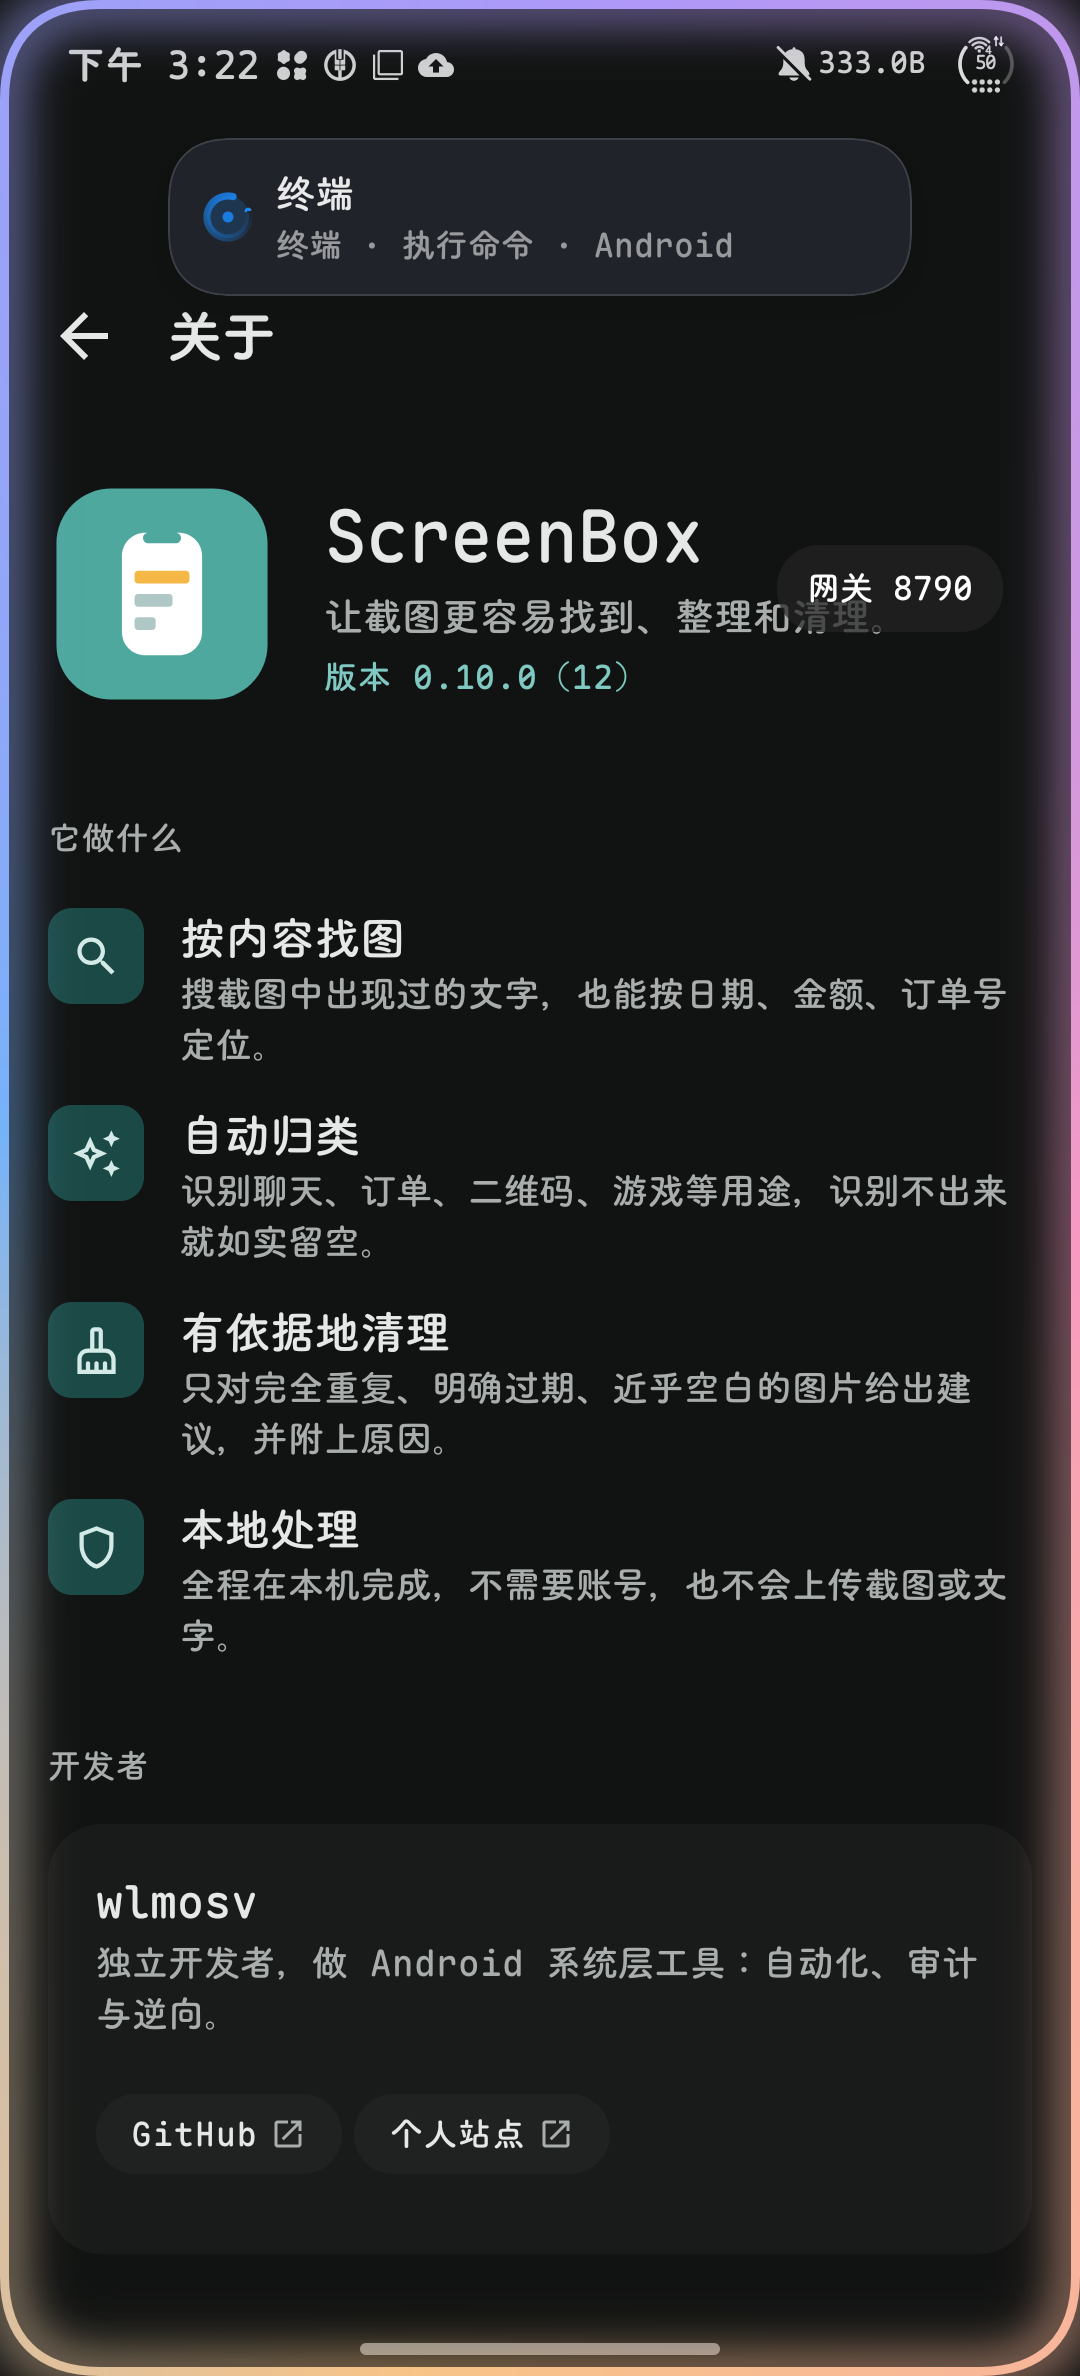 下午 3:22
333.0B
4
50
终端
终端 · 执行命令 · Android
关于
ScreenBox
网关 8790
让截图更容易找到、整理和清理。
版本 0.10.0（12）
它做什么
按内容找图
搜截图中出现过的文字，也能按日期、金额、订单号
定位。
自动归类
识别聊天、订单、二维码、游戏等用途，识别不出来
就如实留空。
有依据地清理
只对完全重复、明确过期、近乎空白的图片给出建
议，并附上原因。
本地处理
全程在本机完成，不需要账号，也不会上传截图或文
字。
开发者
wlmosv
独立开发者，做 Android 系统层工具：自动化、审计
与逆向。
GitHub
个人站点